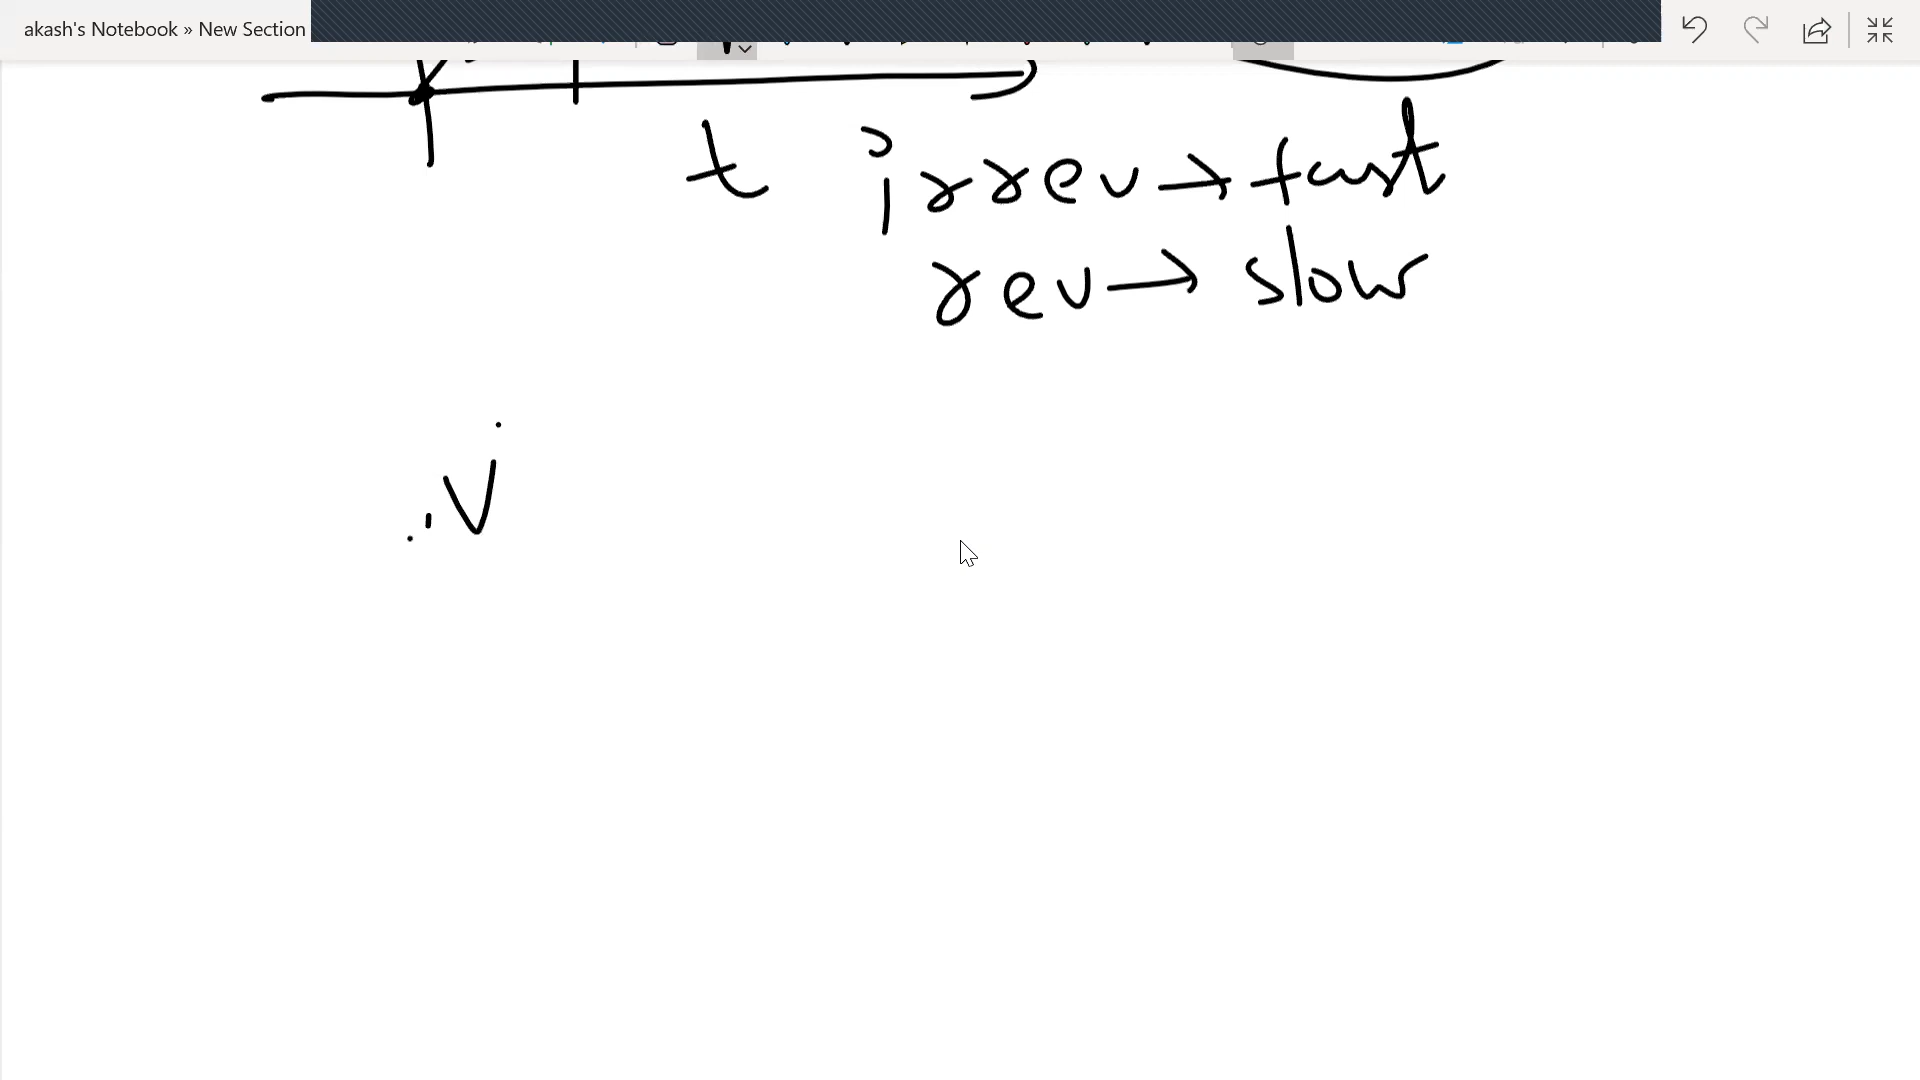 akash's Notebook » New Section
t irrev → fast
rev → slow
V